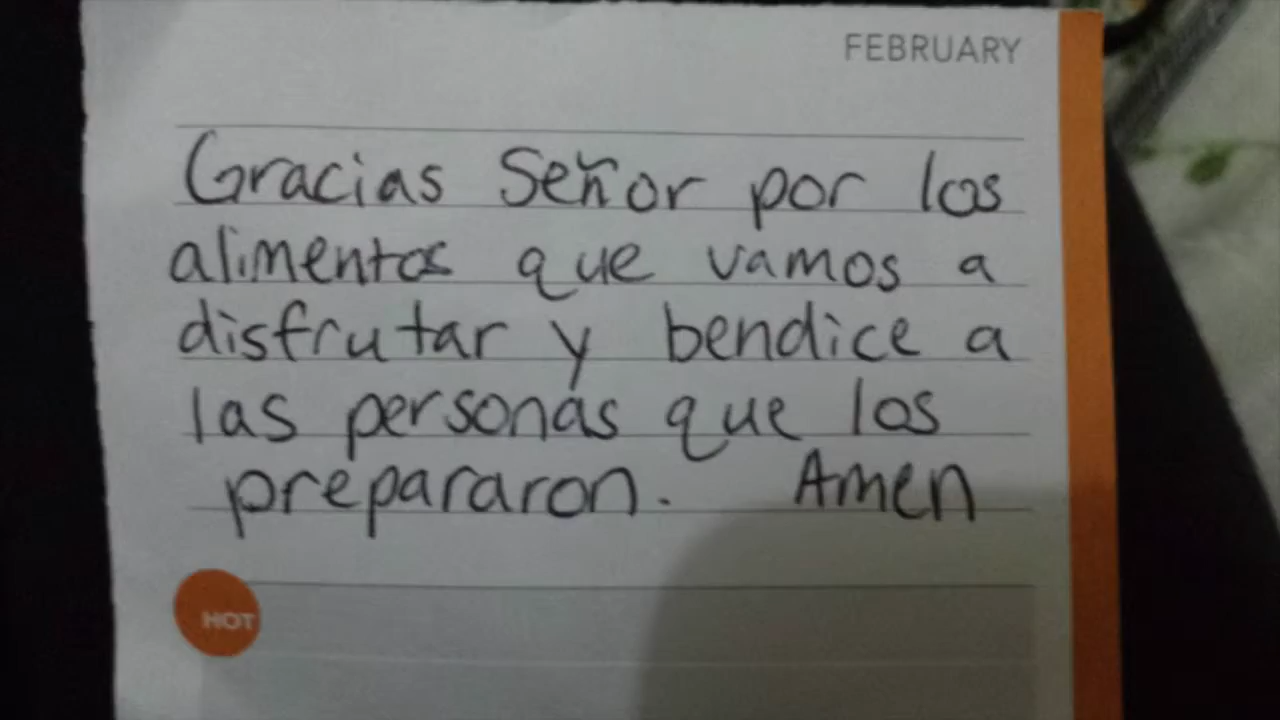 FEBRUARY
Gracias Señor por los
alimentos que vamos a
disfrutar y bendice a
las personas que los
prepararon. Amen
HOT